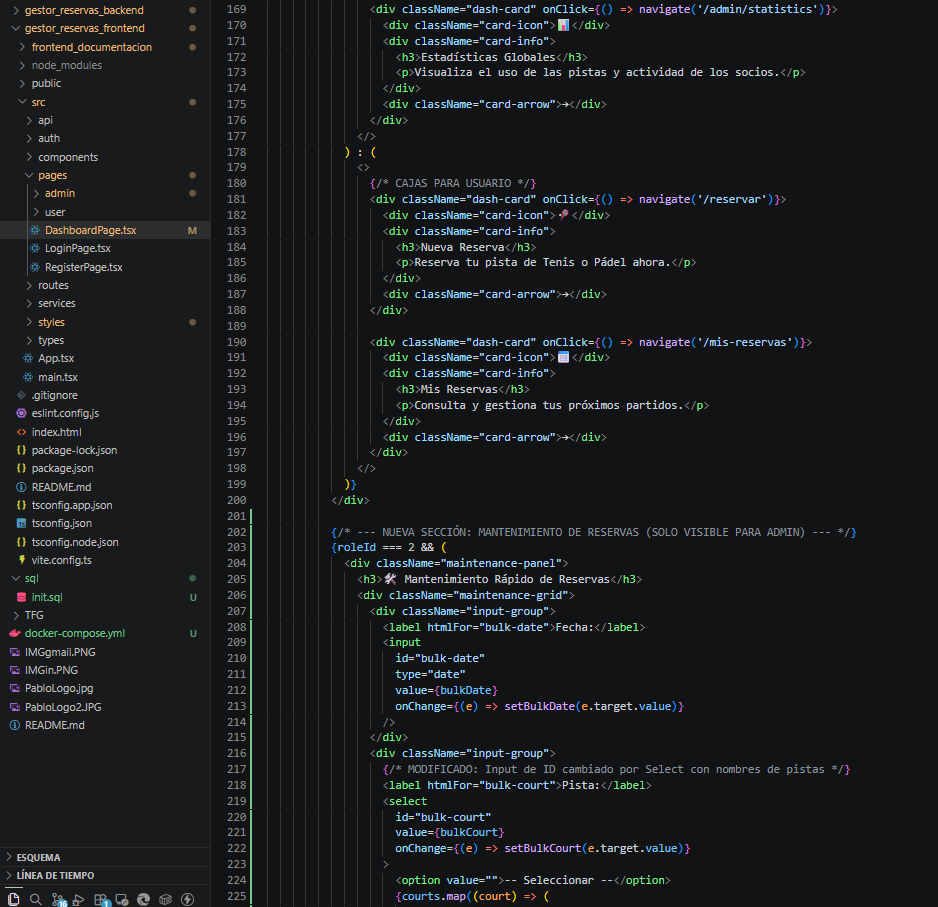 gestor_reservas_backend
gestor_reservas_frontend
frontend_documentacion
node_modules
public
src
api
auth
components
pages
admin
user
DashboardPage.tsx M
LoginPage.tsx
RegisterPage.tsx
routes
services
styles
types
App.tsx
main.tsx
.gitignore
eslint.config.js
index.html
package-lock.json
package.json
README.md
tsconfig.app.json
tsconfig.json
tsconfig.node.json
vite.config.ts
sql
init.sql U
TFG
docker-compose.yml U
IMGgmail.PNG
IMGin.PNG
PabloLogo.jpg
PabloLogo2.JPG
README.md
ESQUEMA
LÍNEA DE TIEMPO
16
1
169 <div className="dash-card" onClick={() => navigate('/admin/statistics')}>
170 <div className="card-icon">📊</div>
171 <div className="card-info">
172 <h3>Estadísticas Globales</h3>
173 <p>Visualiza el uso de las pistas y actividad de los socios.</p>
174 </div>
175 <div className="card-arrow">→</div>
176 </div>
177 </>
178 ) : (
179 <>
180 {/* CAJAS PARA USUARIO */}
181 <div className="dash-card" onClick={() => navigate('/reservar')}>
182 <div className="card-icon">🏓</div>
183 <div className="card-info">
184 <h3>Nueva Reserva</h3>
185 <p>Reserva tu pista de Tenis o Pádel ahora.</p>
186 </div>
187 <div className="card-arrow">→</div>
188 </div>
189
190 <div className="dash-card" onClick={() => navigate('/mis-reservas')}>
191 <div className="card-icon">📅</div>
192 <div className="card-info">
193 <h3>Mis Reservas</h3>
194 <p>Consulta y gestiona tus próximos partidos.</p>
195 </div>
196 <div className="card-arrow">→</div>
197 </div>
198 </>
199 )}
200 </div>
201
202 {/* --- NUEVA SECCIÓN: MANTENIMIENTO DE RESERVAS (SOLO VISIBLE PARA ADMIN) --- */}
203 {roleId === 2 && (
204 <div className="maintenance-panel">
205 <h3>🛠 Mantenimiento Rápido de Reservas</h3>
206 <div className="maintenance-grid">
207 <div className="input-group">
208 <label htmlFor="bulk-date">Fecha:</label>
209 <input
210 id="bulk-date"
211 type="date"
212 value={bulkDate}
213 onChange={(e) => setBulkDate(e.target.value)}
214 />
215 </div>
216 <div className="input-group">
217 {/* MODIFICADO: Input de ID cambiado por Select con nombres de pistas */}
218 <label htmlFor="bulk-court">Pista:</label>
219 <select
220 id="bulk-court"
221 value={bulkCourt}
222 onChange={(e) => setBulkCourt(e.target.value)}
223 >
224 <option value="">-- Seleccionar --</option>
225 {courts.map((court) => (